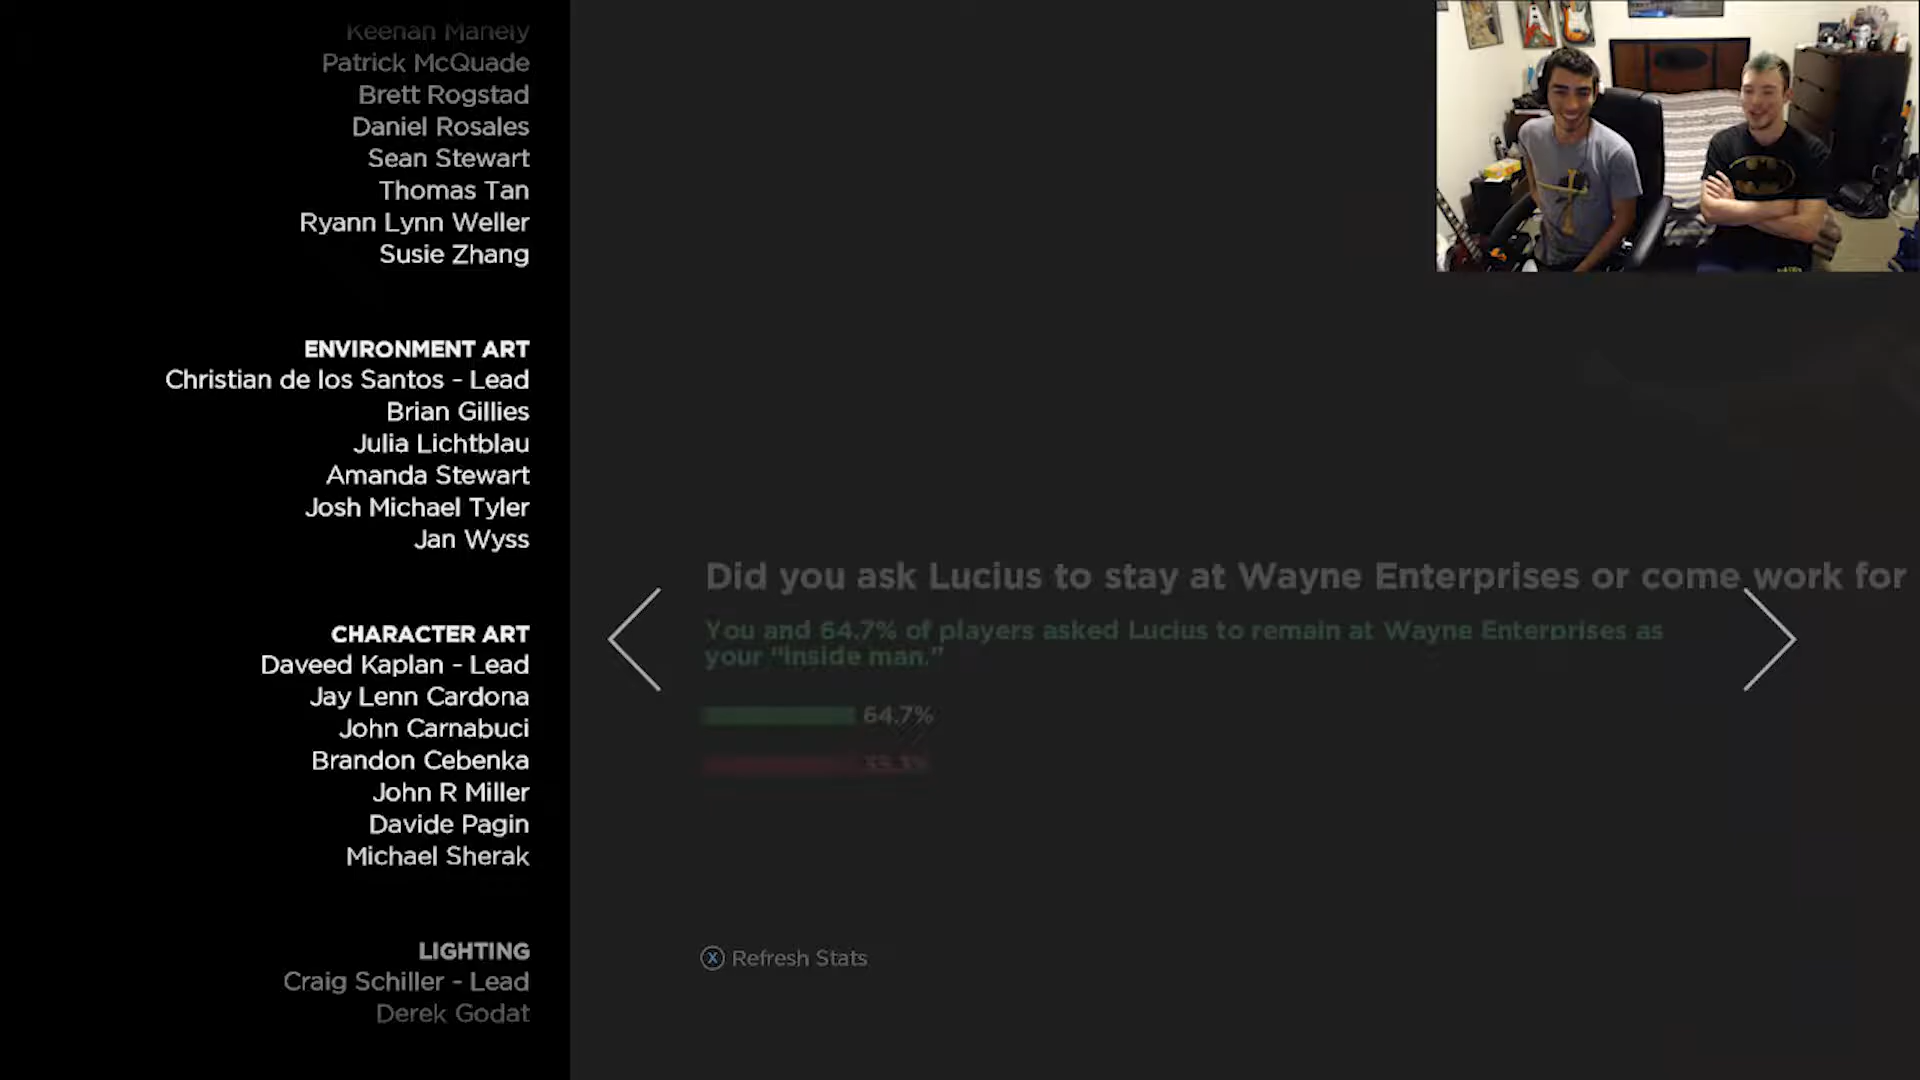 Keenan Manely
Patrick McQuade
Brett Rogstad
Daniel Rosales
Sean Stewart
Thomas Tan
Ryann Lynn Weller
Susie Zhang
ENVIRONMENT ART
Christian de los Santos - Lead
Brian Gillies
Julia Lichtblau
Amanda Stewart
Josh Michael Tyler
Jan Wyss
CHARACTER ART
Daveed Kaplan - Lead
Jay Lenn Cardona
John Carnabuci
Brandon Cebenka
John R Miller
Davide Pagin
Michael Sherak
LIGHTING
Craig Schiller - Lead
Derek Godat
Did you ask Lucius to stay at Wayne Enterprises or come work for
You and 64.7% of players asked Lucius to remain at Wayne Enterprises as
your "inside man."
64.7%
35.3%
X Refresh Stats